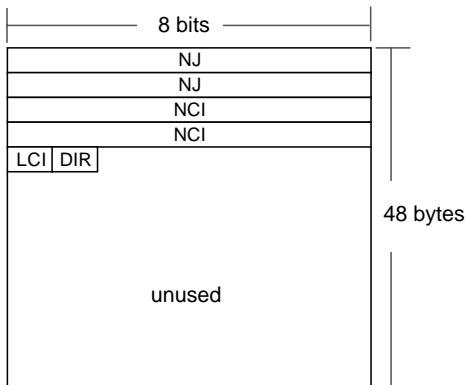 8 bits
NJ
NJ
NCI
NCI
LCI DIR
48 bytes
unused